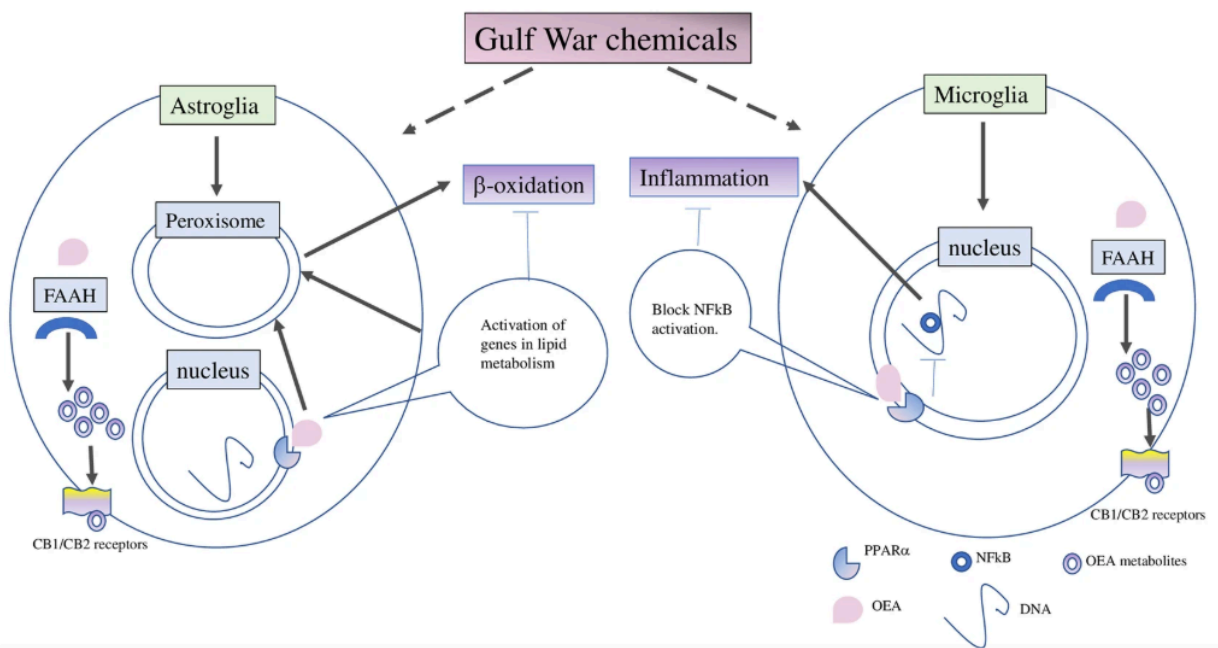 Gulf War chemicals
Astroglia
Peroxisome
FAAH
nucleus
CB1/CB2 receptors
β-oxidation
Activation of
genes in lipid
metabolism
Inflammation
Block NFkB
activation.
Microglia
nucleus
FAAH
CB1/CB2 receptors
PPARα
NFkB
OEA metabolites
OEA
DNA